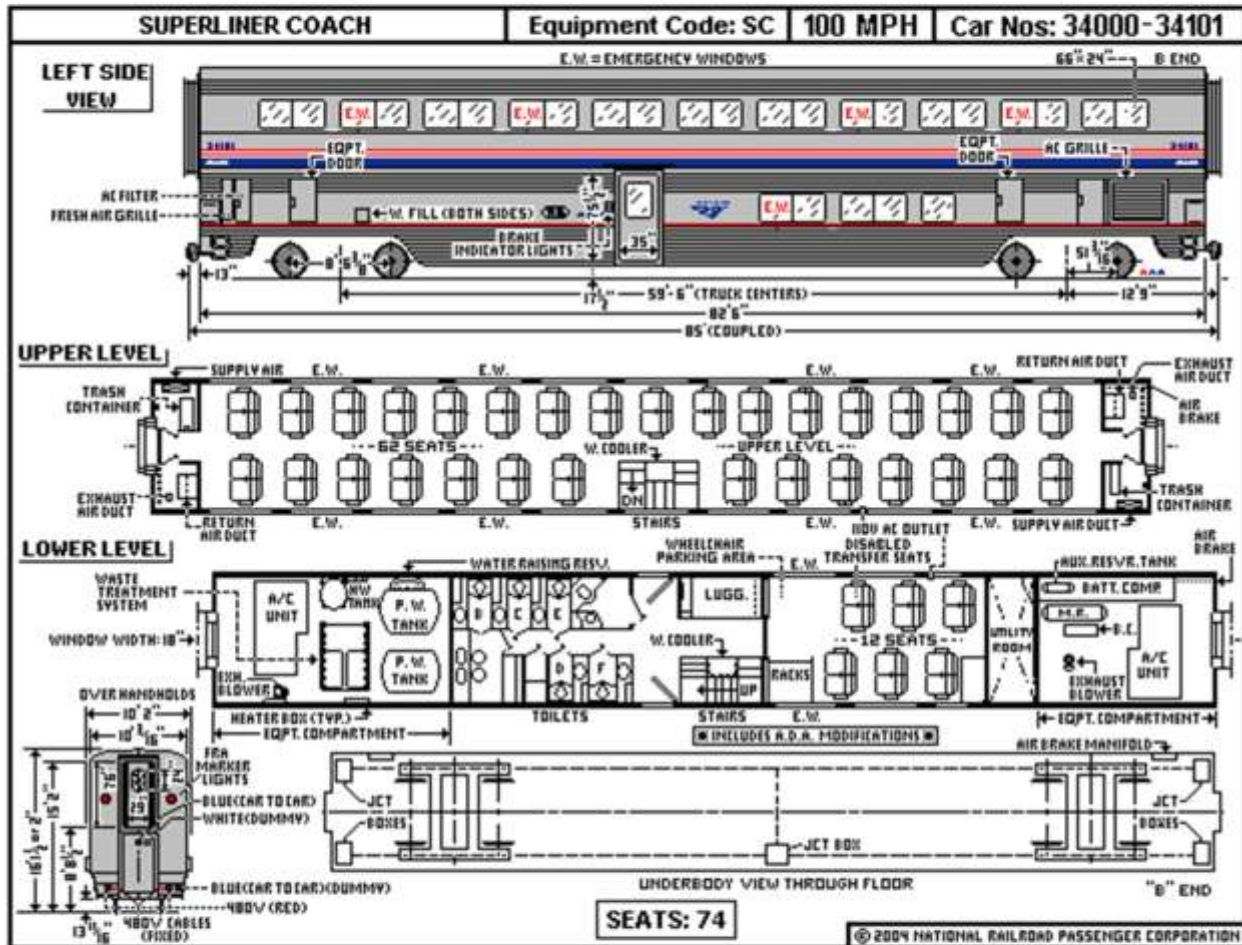 SUPERLINER COACH
Equipment Code: SC
100 MPH
Car Nos: 34000-34101
LEFT SIDE
VIEW
E.W. = EMERGENCY WINDOWS
66"×24"
B END
E.W.
E.W.
E.W.
E.W.
34101
34101
EQPT.
DOOR
EQPT.
DOOR
AC GRILLE
AC FILTER
FRESH AIR GRILLE
W. FILL (BOTH SIDES)
BRAKE
INDICATOR LIGHTS
E.W.
35"
13"
59'-6" (TRUCK CENTERS)
12'9"
82'6"
85' (COUPLED)
UPPER LEVEL
SUPPLY AIR
E.W.
E.W.
E.W.
E.W.
RETURN AIR DUCT
EXHAUST
AIR DUCT
TRASH
CONTAINER
AIR
BRAKE
62 SEATS
W. COOLER
UPPER LEVEL
DN
EXHAUST
AIR DUCT
RETURN
AIR DUCT
E.W.
E.W.
STAIRS
E.W.
E.W.
SUPPLY AIR DUCT
TRASH
CONTAINER
110V AC OUTLET
LOWER LEVEL
WASTE
TREATMENT
SYSTEM
WATER RAISING RESV.
WHEELCHAIR
PARKING AREA
DISABLED
TRANSFER SEATS
E.W.
AUX. RESVR. TANK
AIR
BRAKE
A/C
UNIT
HW
TANK
P.W.
TANK
P.W.
TANK
B
C
E
D
F
LUGG.
W. COOLER
UP
RACKS
12 SEATS
UTILITY
ROOM
BATT. COMP.
M.R.
B.C.
EXHAUST
BLOWER
A/C
UNIT
WINDOW WIDTH: 18"
EXH.
BLOWER
HEATER BOX (TYP.)
EQPT. COMPARTMENT
TOILETS
STAIRS
E.W.
EQPT. COMPARTMENT
* INCLUDES A.D.A. MODIFICATIONS *
OVER HANDHOLDS
10'2"
FRA
MARKER
LIGHTS
76
24
29
15'2"
BLUE (CAR TO CAR)
WHITE (DUMMY)
BLUE (CAR TO CAR) (DUMMY)
480V (RED)
480V CABLES
(FIXED)
AIR BRAKE MANIFOLD
JCT
BOXES
JCT
BOXES
JCT BOX
UNDERBODY VIEW THROUGH FLOOR
"B" END
SEATS: 74
© 2004 NATIONAL RAILROAD PASSENGER CORPORATION